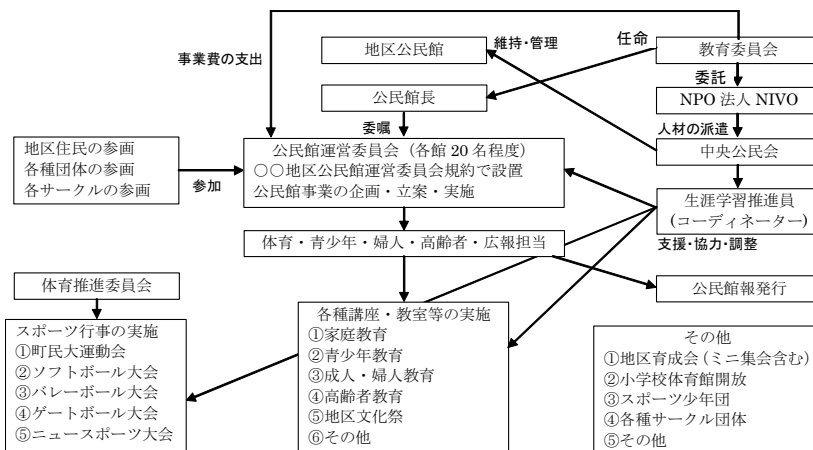 事業費の支出
地区公民館
維持・管理
任命
教育委員会
委託
公民館長
NPO 法人 NIVO
委嘱
人材の派遣
地区住民の参画
各種団体の参画
各サークルの参画
参加
公民館運営委員会（各館 20 名程度）
○○地区公民館運営委員会規約で設置
公民館事業の企画・立案・実施
中央公民会
生涯学習推進員
(コーディネーター)
支援・協力・調整
体育・青少年・婦人・高齢者・広報担当
体育推進委員会
公民館報発行
スポーツ行事の実施
①町民大運動会
②ソフトボール大会
③バレーボール大会
④ゲートボール大会
⑤ニュースポーツ大会
各種講座・教室等の実施
①家庭教育
②青少年教育
③成人・婦人教育
④高齢者教育
⑤地区文化祭
⑥その他
その他
①地区育成会 (ミニ集会含む)
②小学校体育館開放
③スポーツ少年団
④各種サークル団体
⑤その他